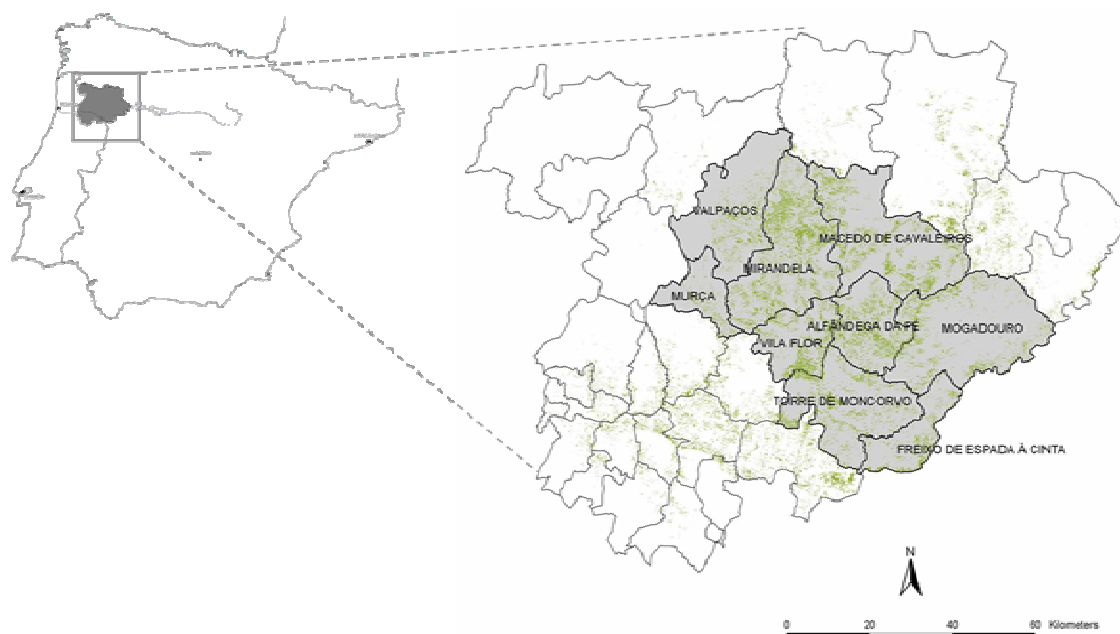 VALPAÇOS
MACEDO DE CAVALEIROS
MIRANDELA
MURÇA
ALFÂNDEGA DA FÉ
MOGADOURO
VILA FLOR
TORRE DE MONCORVO
FREIXO DE ESPADA À CINTA
N
0 20 40 60 Kilometers